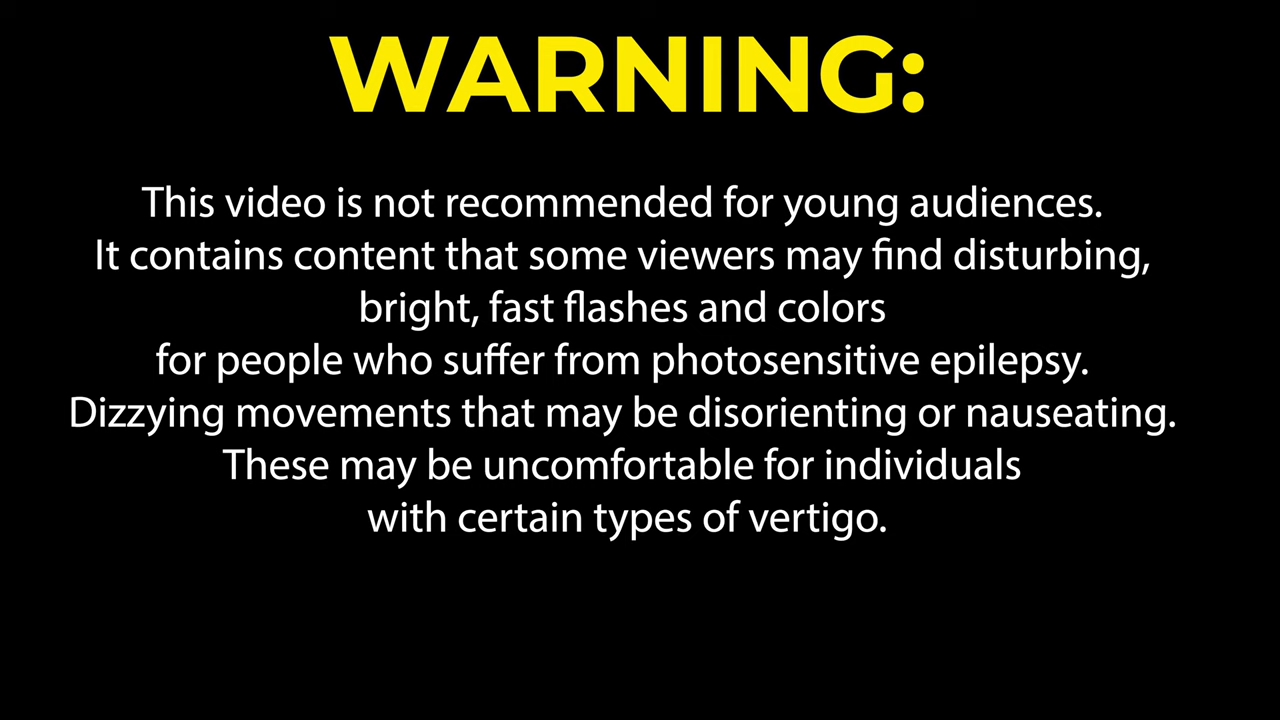 WARNING:
This video is not recommended for young audiences.
It contains content that some viewers may find disturbing,
bright, fast flashes and colors
for people who suffer from photosensitive epilepsy.
Dizzying movements that may be disorienting or nauseating.
These may be uncomfortable for individuals
with certain types of vertigo.